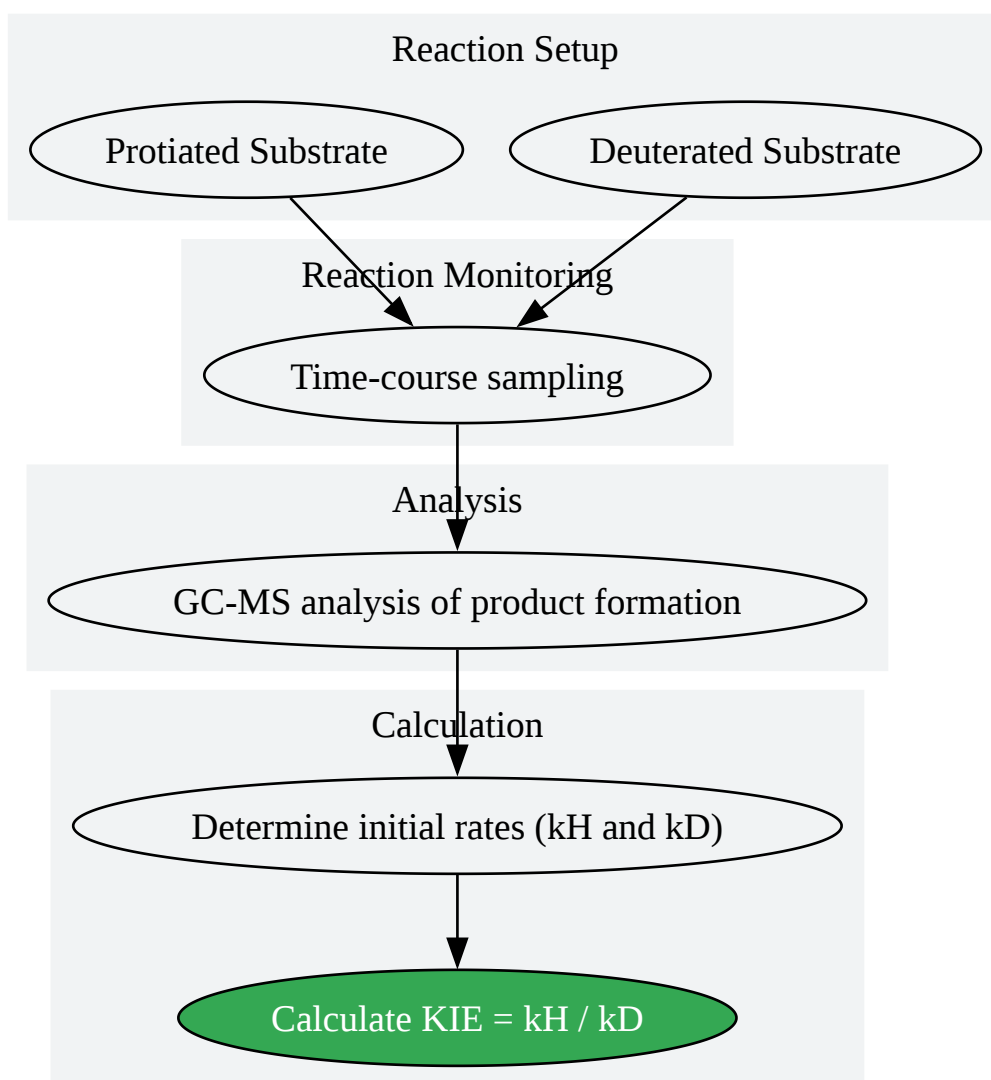 Reaction Setup
Protiated Substrate
Deuterated Substrate
Reaction Monitoring
Time-course sampling
Analysis
GC-MS analysis of product formation
Calculation
Determine initial rates (kH and kD)
Calculate KIE = kH / kD